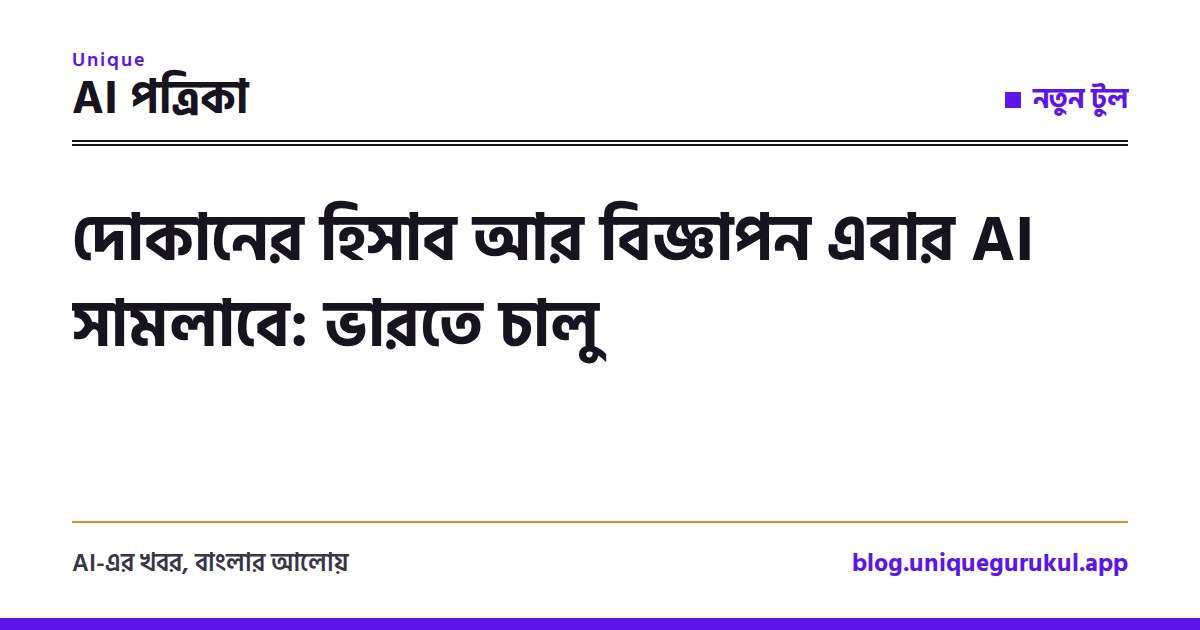 Unique
AI পত্রিকা
নতুন টুল
দোকানের হিসাব আর বিজ্ঞাপন এবার AI
সামলাবে: ভারতে চালু
AI-এর খবর, বাংলার আলোয়
blog.uniquegurukul.app